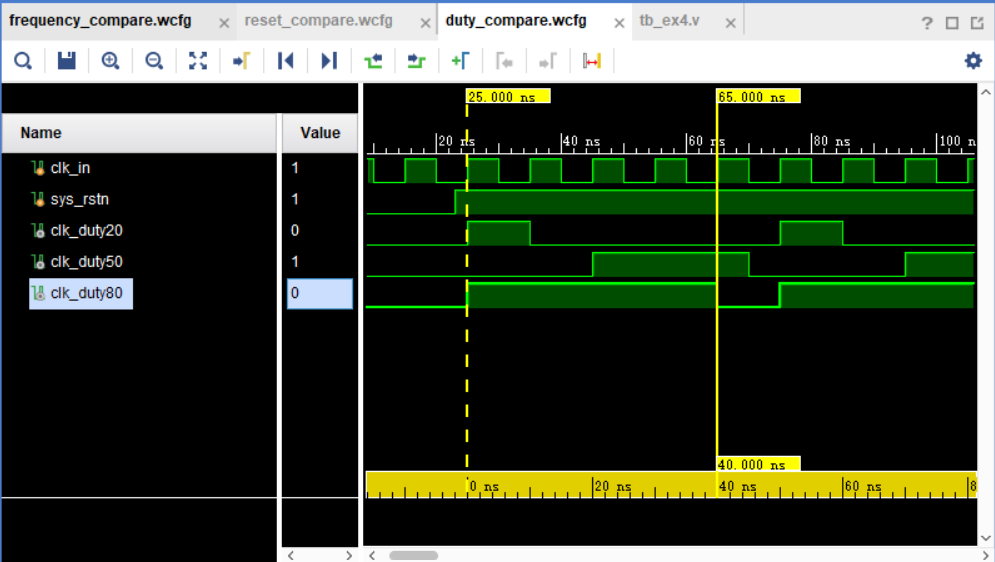 frequency_compare.wcfg reset_compare.wcfg duty_compare.wcfg tb_ex4.v
?
25.000 ns 65.000 ns
Name Value
20 ns 40 ns 60 ns 80 ns 100 n
clk_in 1
sys_rstn 1
clk_duty20 0
clk_duty50 1
clk_duty80 0
40.000 ns
0 ns 20 ns 40 ns 60 ns 8